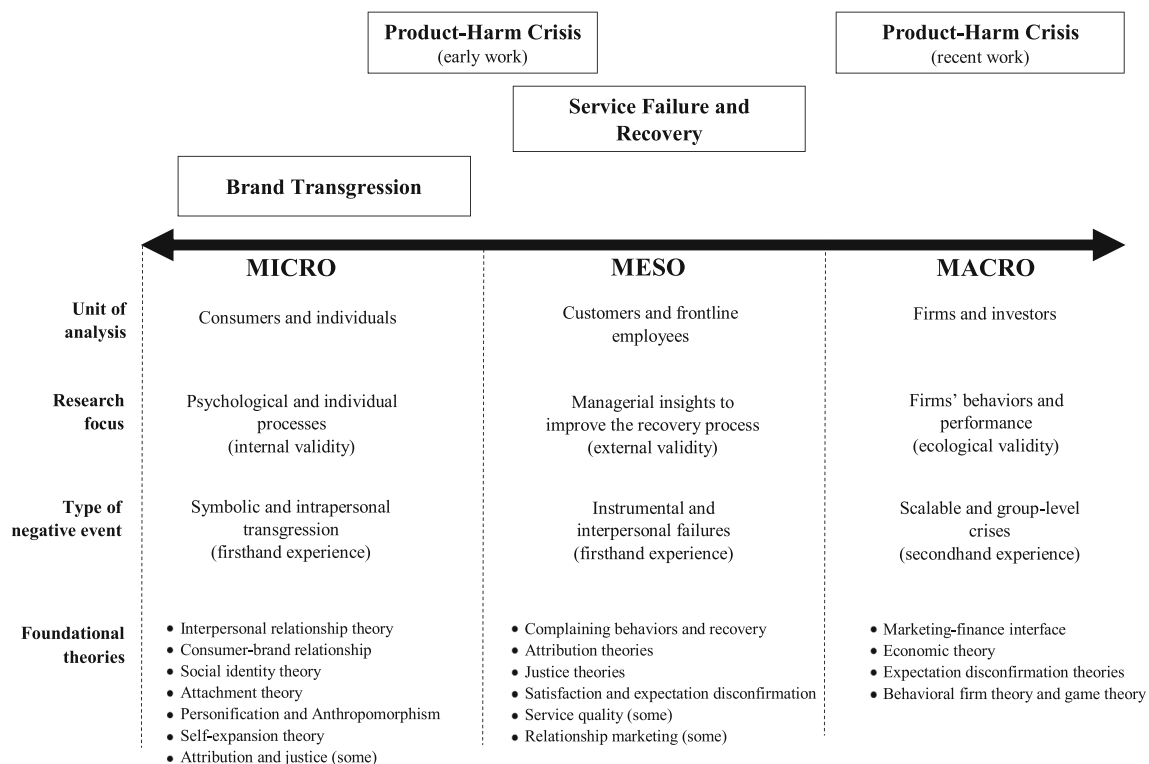 Product-Harm Crisis
(early work)
Product-Harm Crisis
(recent work)
Service Failure and
Recovery
Brand Transgression
MICRO
MESO
MACRO
Unit of
analysis
Consumers and individuals
Customers and frontline
employees
Firms and investors
Research
focus
Psychological and individual
processes
(internal validity)
Managerial insights to
improve the recovery process
(external validity)
Firms’ behaviors and
performance
(ecological validity)
Type of
negative event
Symbolic and intrapersonal
transgression
(firsthand experience)
Instrumental and
interpersonal failures
(firsthand experience)
Scalable and group-level
crises
(secondhand experience)
Foundational
theories
• Interpersonal relationship theory
• Consumer-brand relationship
• Social identity theory
• Attachment theory
• Personification and Anthropomorphism
• Self-expansion theory
• Attribution and justice (some)
• Complaining behaviors and recovery
• Attribution theories
• Justice theories
• Satisfaction and expectation disconfirmation
• Service quality (some)
• Relationship marketing (some)
• Marketing-finance interface
• Economic theory
• Expectation disconfirmation theories
• Behavioral firm theory and game theory